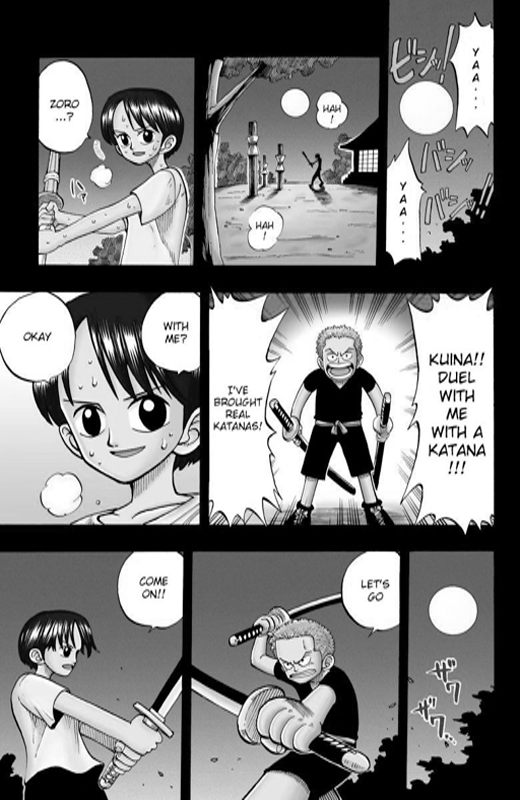 YAA...
ビシッ!
バシッ
バシッ
YAA...
HAH
!
HAH
!
ZORO
...?
KUINA!!
DUEL
WITH
ME
WITH A
KATANA
!!!
I'VE
BROUGHT
REAL
KATANAS!
WITH
ME?
OKAY
ザザ
ザワ...
LET'S
GO
COME
ON!!